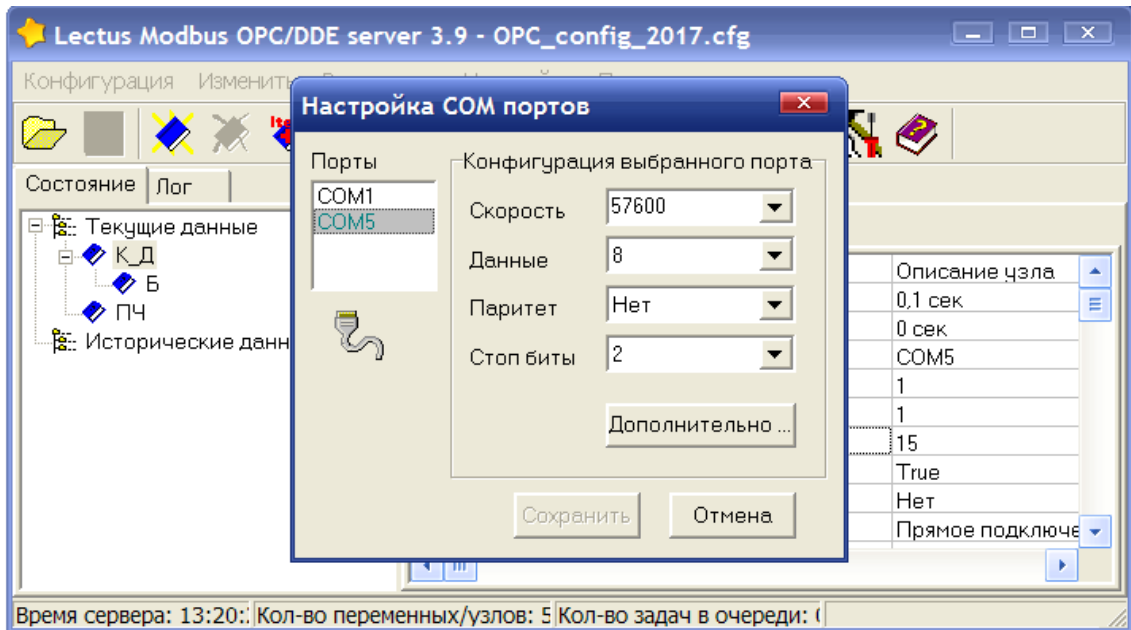 Lectus Modbus OPC/DDE server 3.9 - OPC_config_2017.cfg
Конфигурация Изменить
Настройка COM портов
Состояние Лог
Текущие данные
К_Д
Б
ПЧ
Исторические данн
Порты
COM1
COM5
Конфигурация выбранного порта
Скорость 57600
Данные 8
Паритет Нет
Стоп биты 2
Дополнительно ...
Сохранить Отмена
Описание узла
0,1 сек
0 сек
COM5
1
1
15
True
Нет
Прямое подключе
Время сервера: 13:20: Кол-во переменных/узлов: 5 Кол-во задач в очереди: